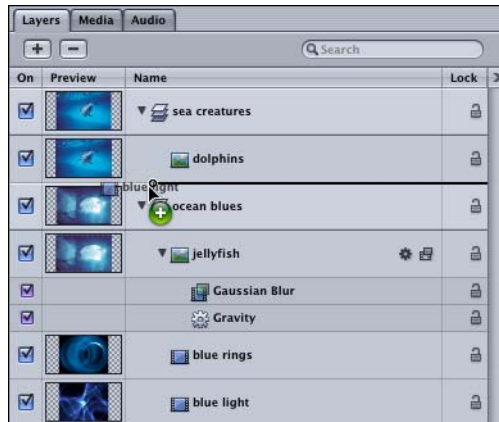 Layers Media Audio
Search
On Preview Name Lock
sea creatures
dolphins
blue light
ocean blues
jellyfish
Gaussian Blur
Gravity
blue rings
blue light